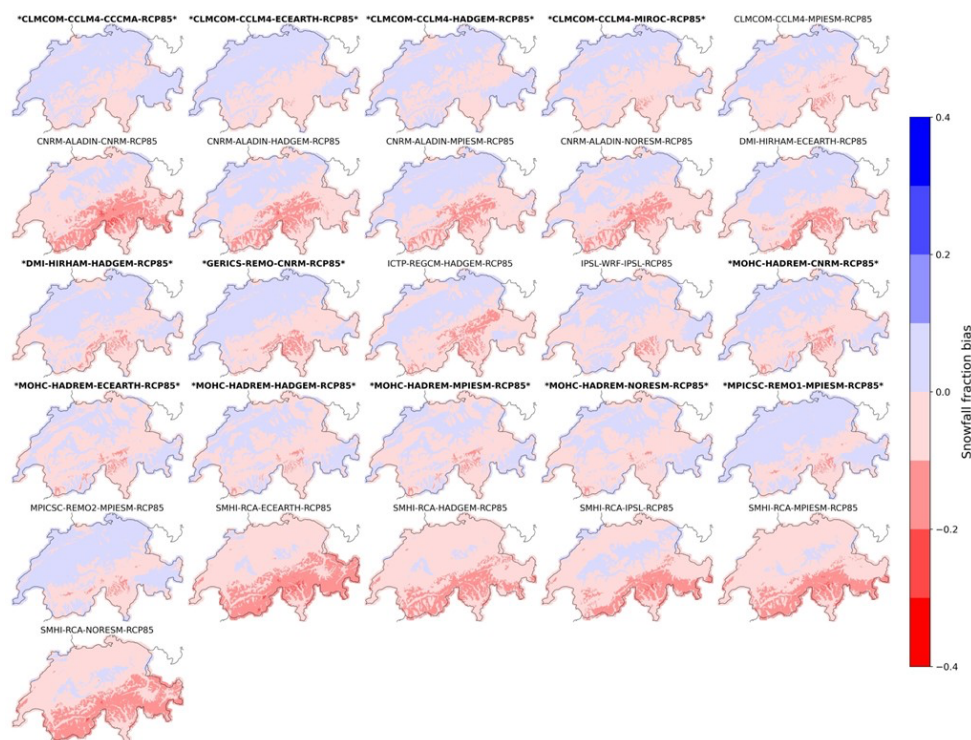 *CLMCOM-CCLM4-CCCMA-RCP85* *CLMCOM-CCLM4-ECEARTH-RCP85* *CLMCOM-CCLM4-HADGEM-RCP85* *CLMCOM-CCLM4-MIROC-RCP85* CLMCOM-CCLM4-MPIESM-RCP85
CNRM-ALADIN-CNRM-RCP85 CNRM-ALADIN-HADGEM-RCP85 CNRM-ALADIN-MPIESM-RCP85 CNRM-ALADIN-NORESM-RCP85 DMI-HIRHAM-ECEARTH-RCP85
*DMI-HIRHAM-HADGEM-RCP85* *GERICS-REMO-CNRM-RCP85* ICTP-REGCM-HADGEM-RCP85 IPSL-WRF-IPSL-RCP85 *MOHC-HADREM-CNRM-RCP85*
*MOHC-HADREM-ECEARTH-RCP85* *MOHC-HADREM-HADGEM-RCP85* *MOHC-HADREM-MPIESM-RCP85* *MOHC-HADREM-NORESM-RCP85* *MPICSC-REMO1-MPIESM-RCP85*
MPICSC-REMO2-MPIESM-RCP85 SMHI-RCA-ECEARTH-RCP85 SMHI-RCA-HADGEM-RCP85 SMHI-RCA-IPSL-RCP85 SMHI-RCA-MPIESM-RCP85
SMHI-RCA-NORESM-RCP85
0.4
0.2
0.0
−0.2
−0.4
Snowfall fraction bias